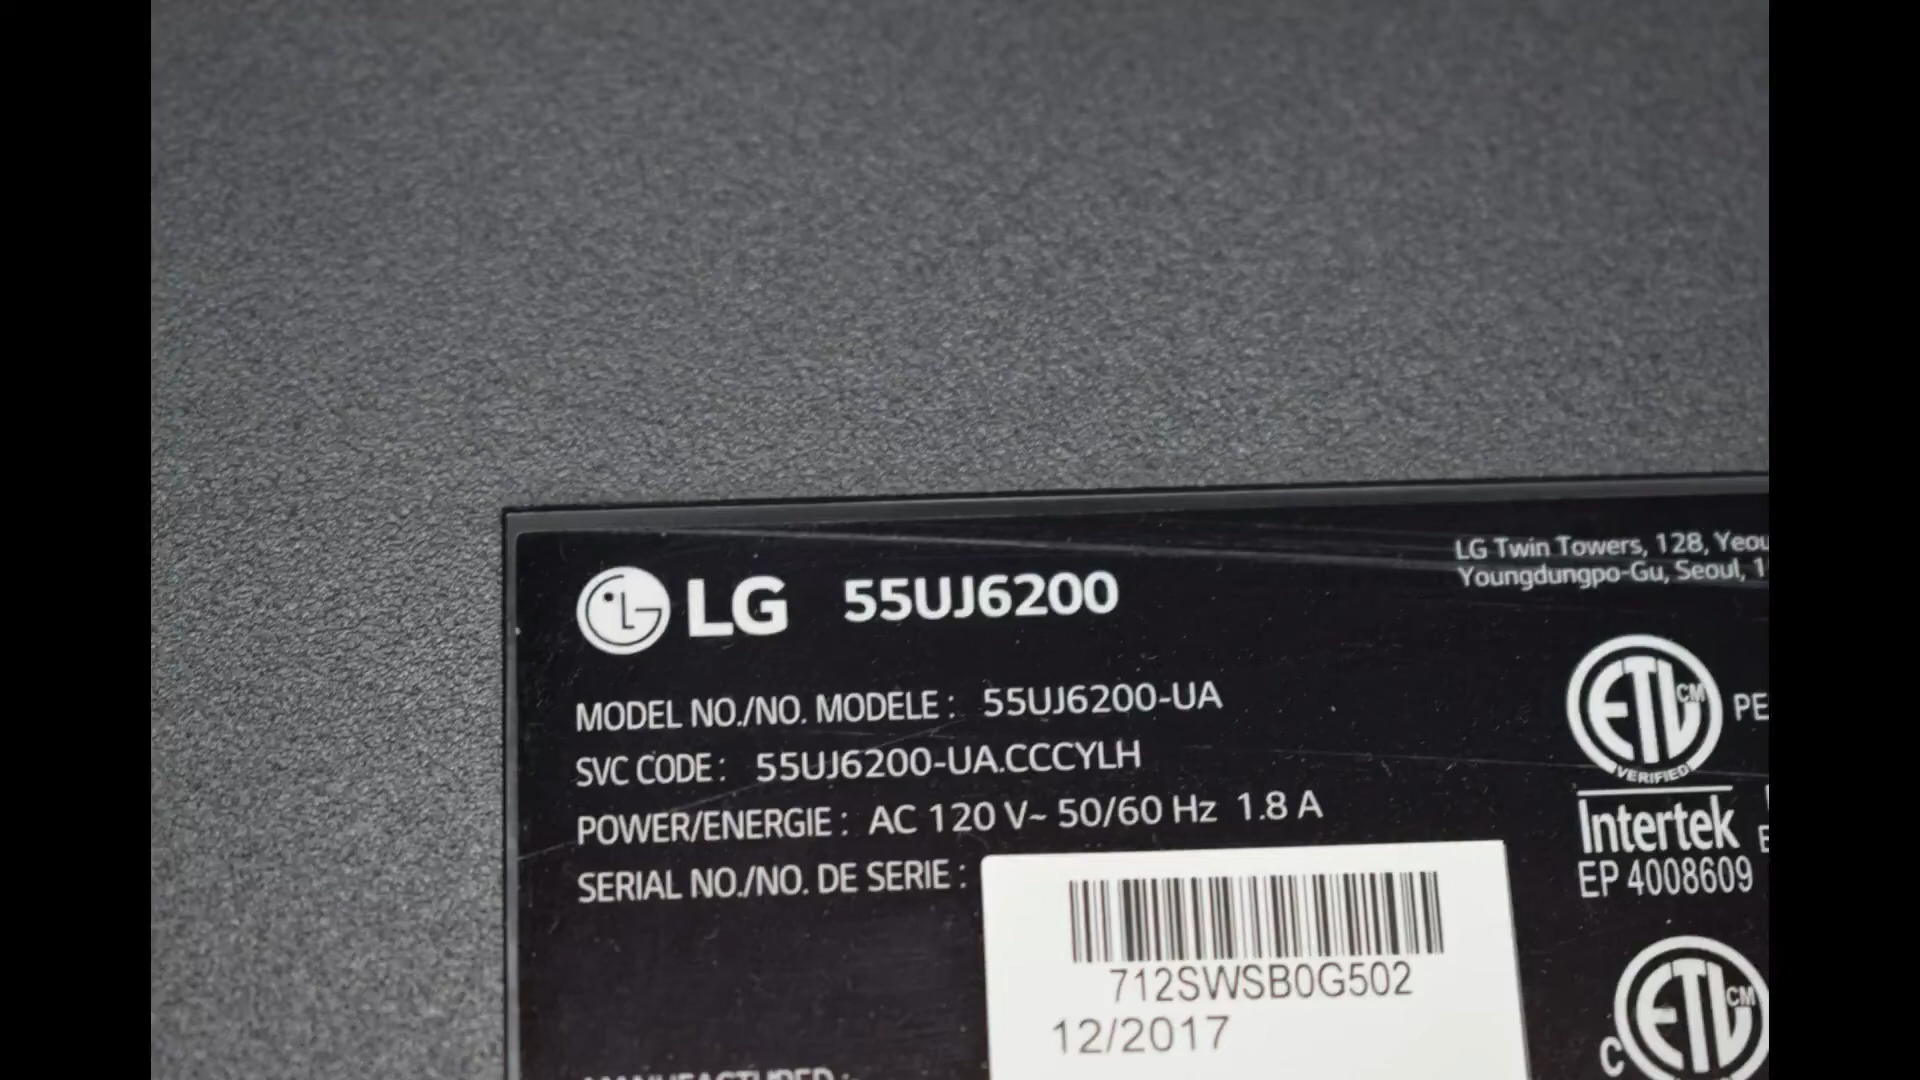 LG 55UJ6200
LG Twin Towers, 128,
Youngdungpo-Gu, Seoul,
MODEL NO./NO. MODELE : 55UJ6200-UA
SVC CODE : 55UJ6200-UA.CCCYLH
POWER/ENERGIE : AC 120 V~ 50/60 Hz 1.8 A
SERIAL NO./NO. DE SERIE :
712SWSB0G502
12/2017
ETL CM
VERIFIED
Intertek
EP 4008609
C ETL CM